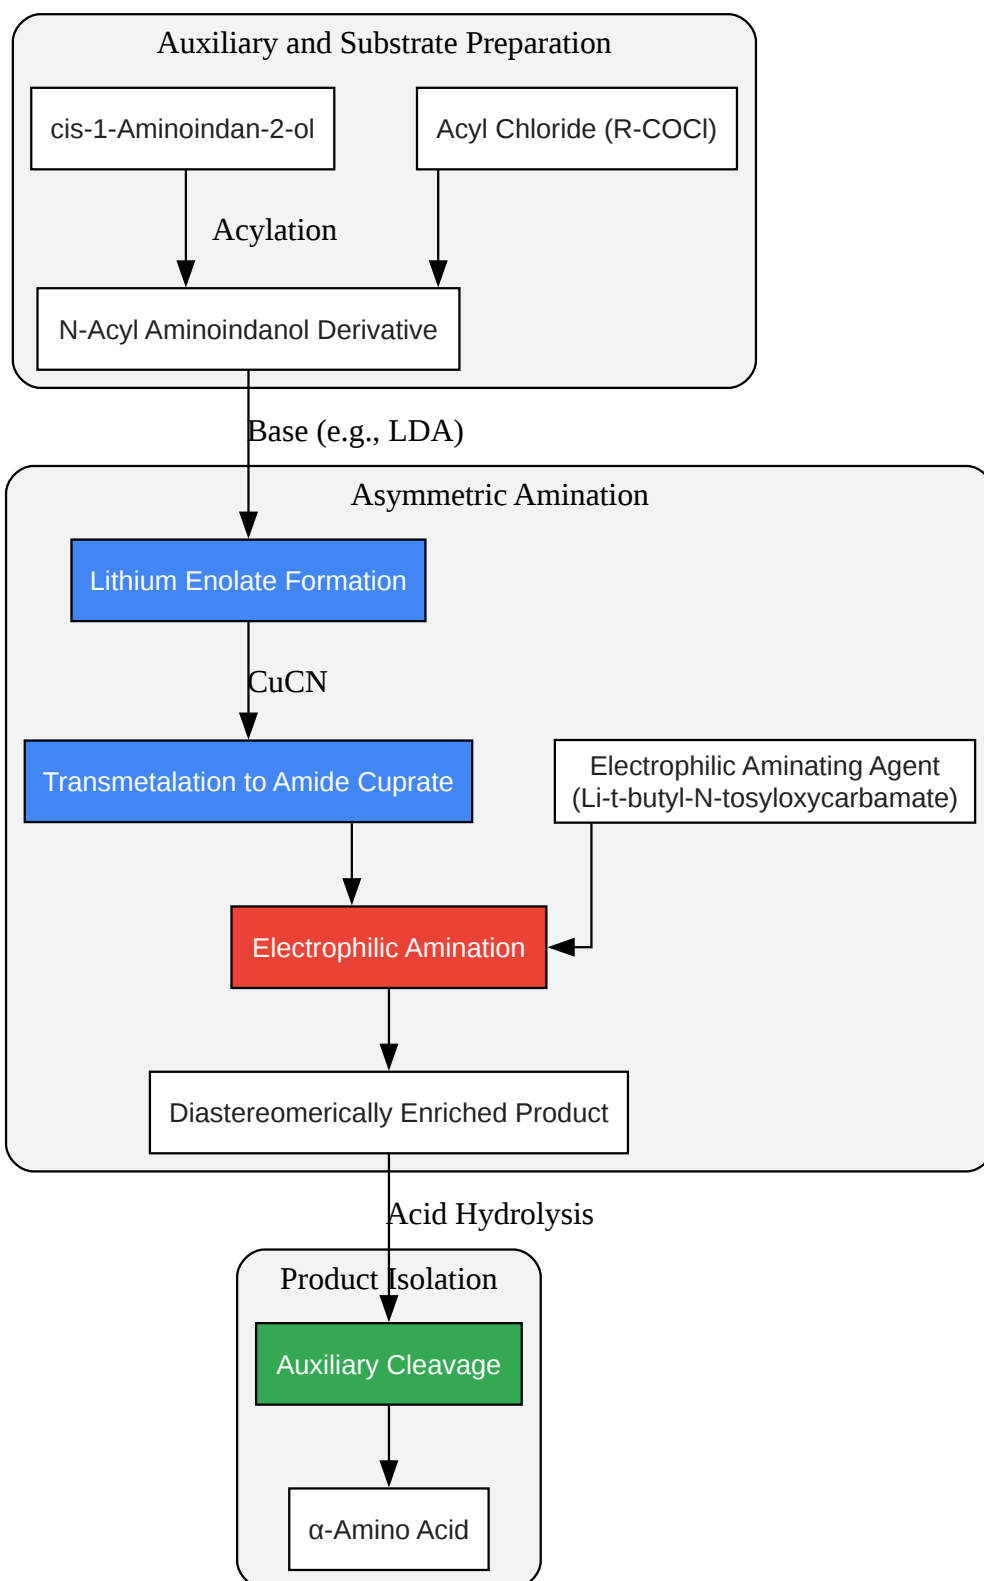 Auxiliary and Substrate Preparation
cis-1-Aminoindan-2-ol
Acyl Chloride (R-COCl)
Acylation
N-Acyl Aminoindanol Derivative
Base (e.g., LDA)
Asymmetric Amination
Lithium Enolate Formation
CuCN
Transmetalation to Amide Cuprate
Electrophilic Aminating Agent
(Li-t-butyl-N-tosyloxycarbamate)
Electrophilic Amination
Diastereomerically Enriched Product
Acid Hydrolysis
Product Isolation
Auxiliary Cleavage
α-Amino Acid